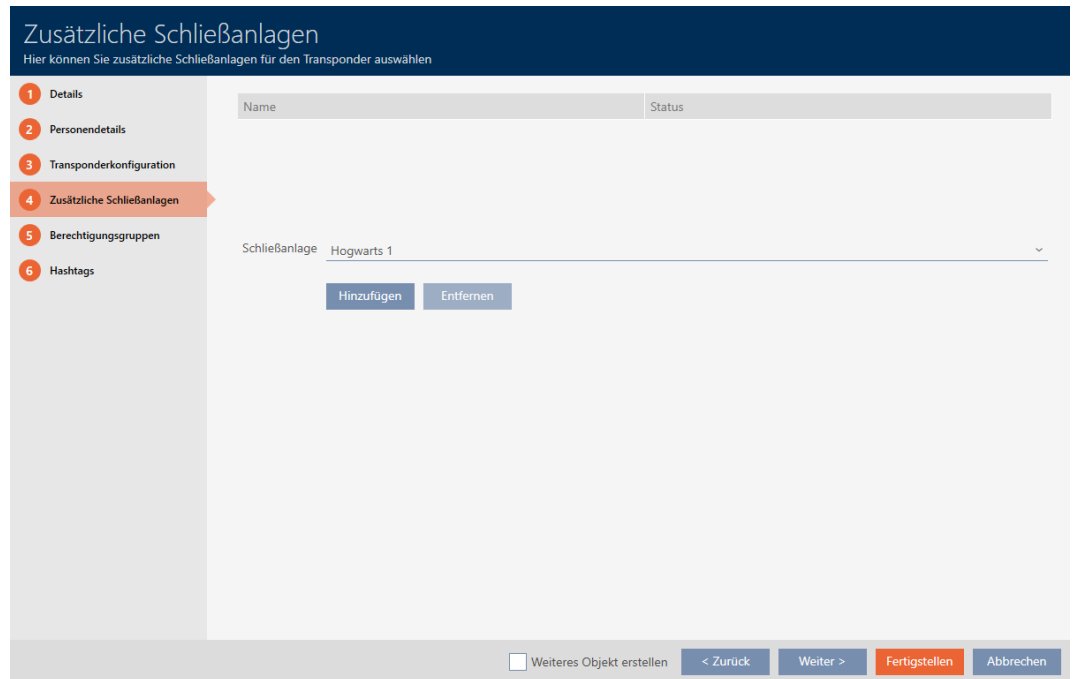 Zusätzliche Schließanlagen
Hier können Sie zusätzliche Schließanlagen für den Transponder auswählen
1 Details
2 Personendetails
3 Transponderkonfiguration
4 Zusätzliche Schließanlagen
5 Berechtigungsgruppen
6 Hashtags
Name Status
Schließanlage Hogwarts 1
Hinzufügen Entfernen
Weiteres Objekt erstellen < Zurück Weiter > Fertigstellen Abbrechen